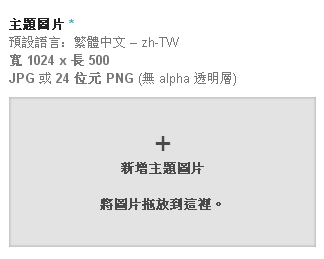 主題圖片 *
預設語言：繁體中文 – zh-TW
寬 1024 x 長 500
JPG 或 24 位元 PNG (無 alpha 透明層)
+
新增主題圖片
將圖片拖放到這裡。